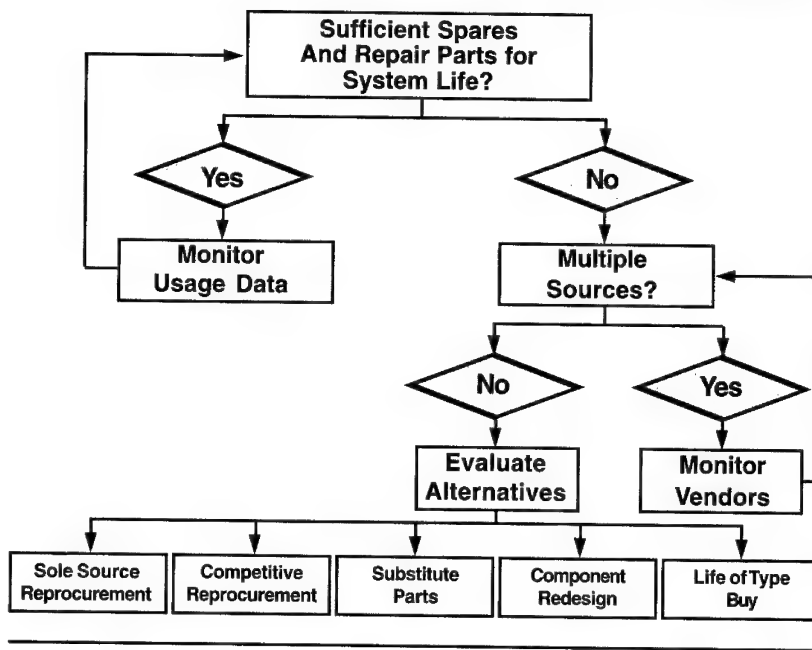 Sufficient Spares
And Repair Parts for
System Life?
Yes
No
Monitor
Usage Data
Multiple
Sources?
No
Yes
Evaluate
Alternatives
Monitor
Vendors
Sole Source
Reprocurement
Competitive
Reprocurement
Substitute
Parts
Component
Redesign
Life of Type
Buy